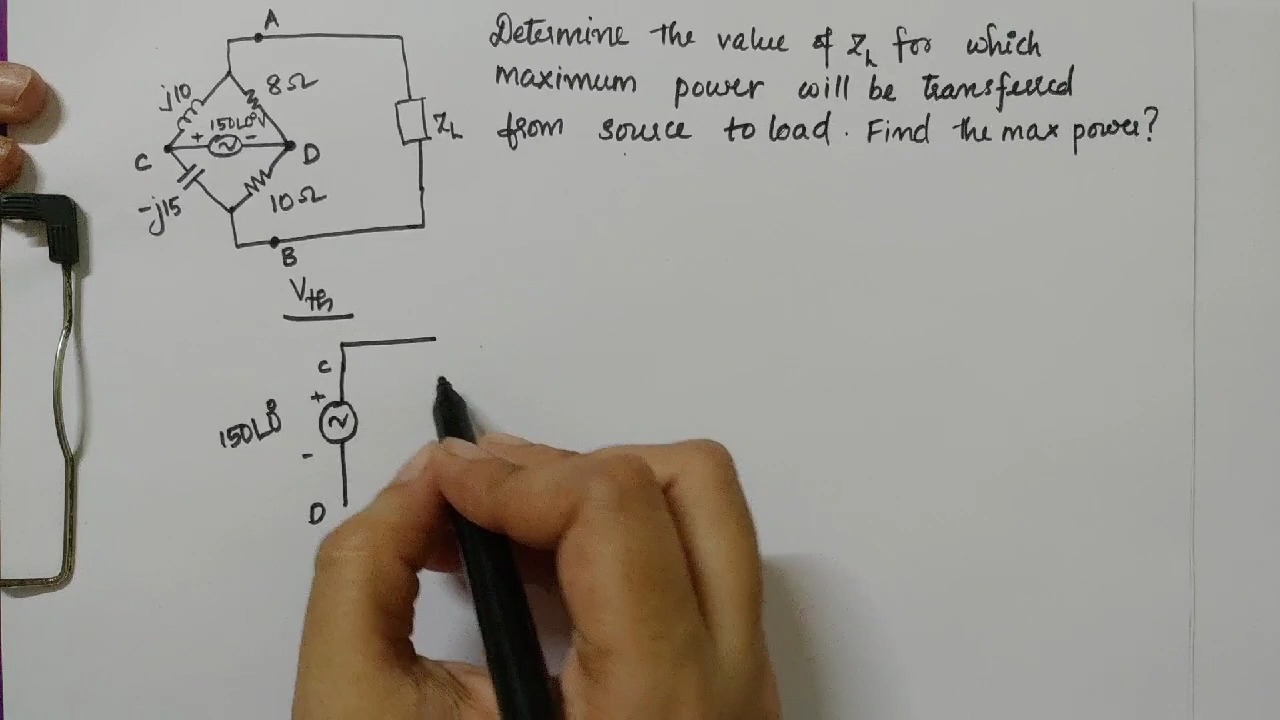 A
Determine the value of ZL for which
maximum power will be transferred
from source to load. Find the max power?
j10
8Ω
150∠0°V
+ -
C
D
ZL
-j15
10Ω
B
Vth
C
+
150∠0°
-
D